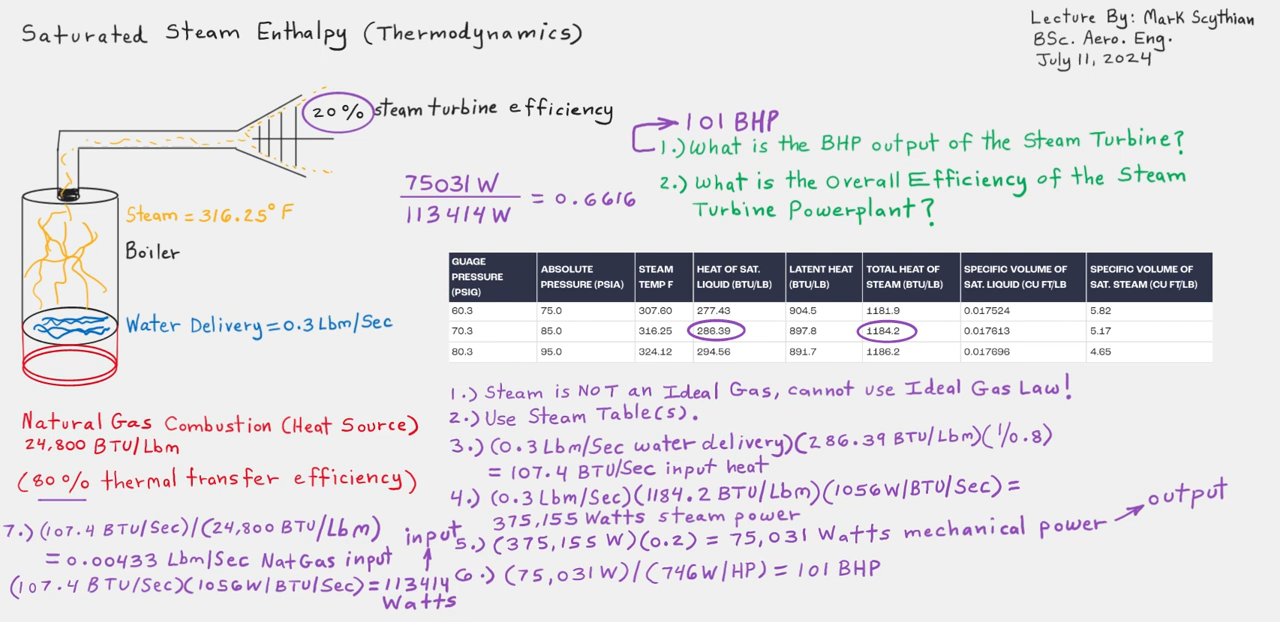 Saturated Steam Enthalpy (Thermodynamics)
Lecture By: Mark Scythian
BSc. Aero. Eng.
July 11, 2024
20% steam turbine efficiency
101 BHP
1.) What is the BHP output of the Steam Turbine?
2.) What is the Overall Efficiency of the Steam
Turbine Powerplant?
75031 W
113414 W
= 0.6616
Steam = 316.25° F
Boiler
Water Delivery = 0.3 Lbm/Sec
GUAGE PRESSURE (PSIG) ABSOLUTE PRESSURE (PSIA) STEAM TEMP F HEAT OF SAT. LIQUID (BTU/LB) LATENT HEAT (BTU/LB) TOTAL HEAT OF STEAM (BTU/LB) SPECIFIC VOLUME OF SAT. LIQUID (CU FT/LB SPECIFIC VOLUME OF SAT. STEAM (CU FT/LB)
60.3 75.0 307.60 277.43 904.5 1181.9 0.017524 5.82
70.3 85.0 316.25 286.39 897.8 1184.2 0.017613 5.17
80.3 95.0 324.12 294.56 891.7 1186.2 0.017696 4.65
Natural Gas Combustion (Heat Source)
24,800 BTU/Lbm
(80% thermal transfer efficiency)
1.) Steam is NOT an Ideal Gas, cannot use Ideal Gas Law!
2.) Use Steam Table(s).
3.) (0.3 Lbm/Sec water delivery)(286.39 BTU/Lbm)(1/0.8)
= 107.4 BTU/Sec input heat
4.) (0.3 Lbm/Sec)(1184.2 BTU/Lbm)(1056W/BTU/Sec) =
375,155 Watts steam power
5.) (375,155 W)(0.2) = 75,031 Watts mechanical power
output
6.) (75,031W)/(746W/HP) = 101 BHP
7.) (107.4 BTU/Sec)/(24,800 BTU/Lbm)
= 0.00433 Lbm/Sec NatGas input
(107.4 BTU/Sec)(1056W/BTU/Sec) = 113414
Watts
input